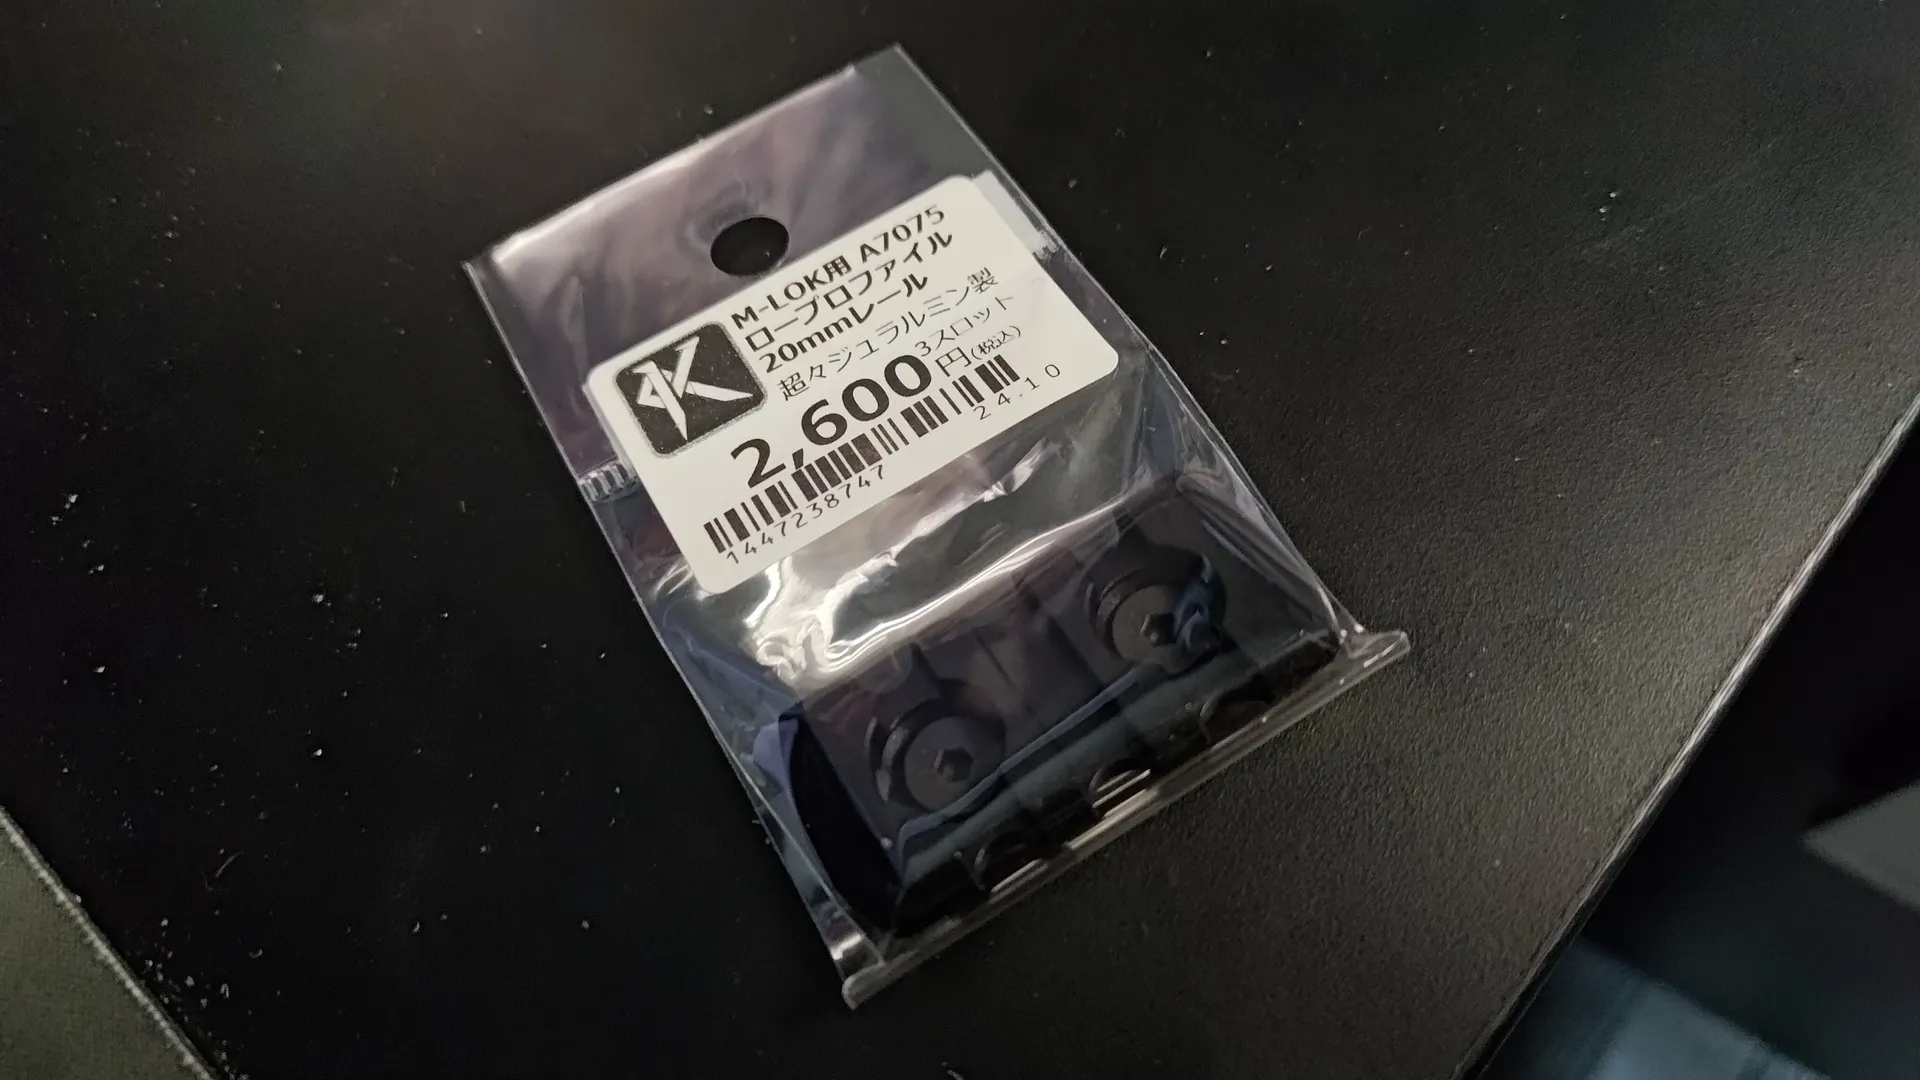 M-LOK用 A7075
ロープロファイル
20mmレール
超々ジュラルミン製
3スロット
2,600円(税込)
24.10
1447238747